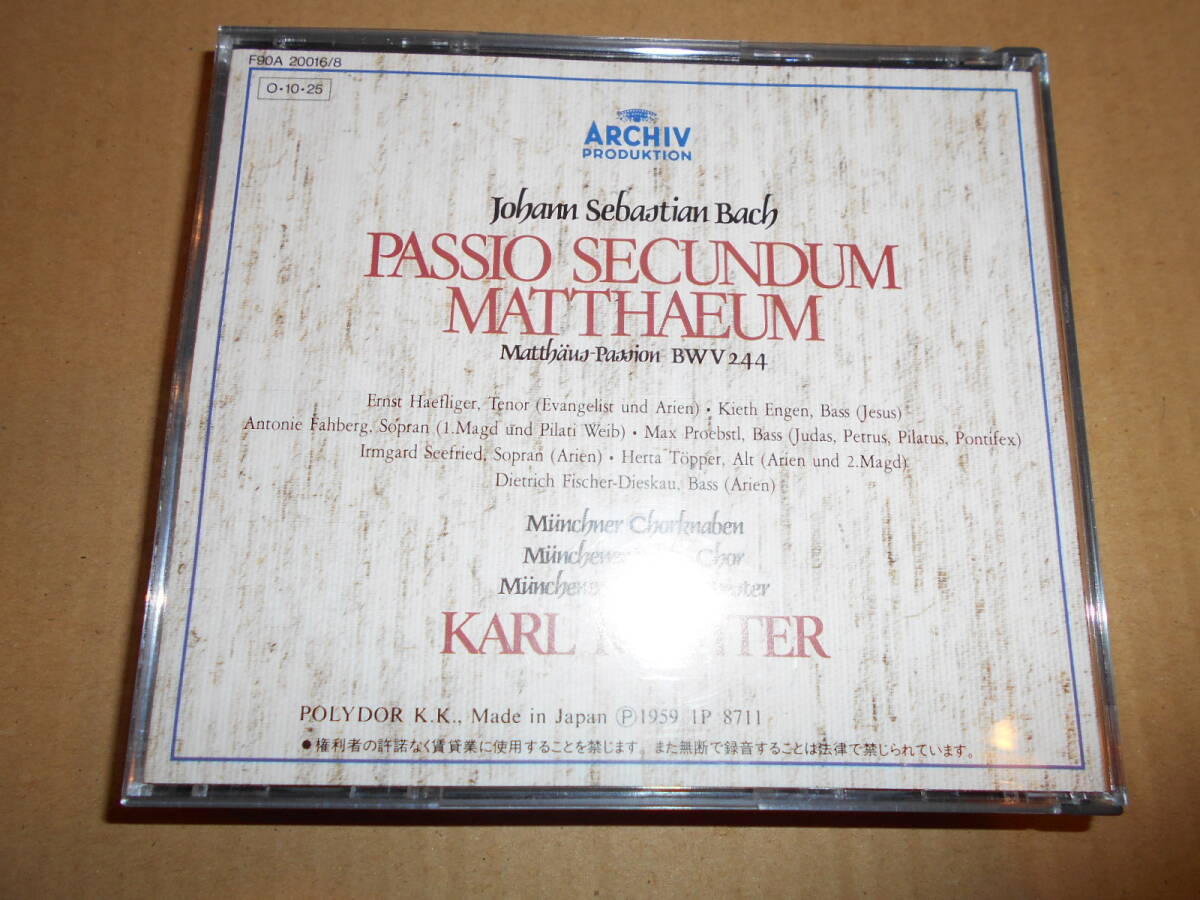 F90A 20016/8
O·10·25
ARCHIV
PRODUKTION
Johann Sebastian Bach
PASSIO SECUNDUM
MATTHAEUM
Matthäus-Passion BWV 244
Ernst Haefliger, Tenor (Evangelist und Arien) · Kieth Engen, Bass (Jesus)
Antonie Fahberg, Sopran (1.Magd und Pilati Weib) · Max Proebstl, Bass (Judas, Petrus, Pilatus, Pontifex)
Irmgard Seefried, Sopran (Arien) · Herta Töpper, Alt (Arien und 2.Magd)
Dietrich Fischer-Dieskau, Bass (Arien)
Münchner Chorknaben
Chor
KARL
POLYDOR K.K., Made in Japan Ⓟ1959 1P 8711
●権利者の許諾なく賃貸業に使用することを禁じます。また無断で録音することは法律で禁じられています。